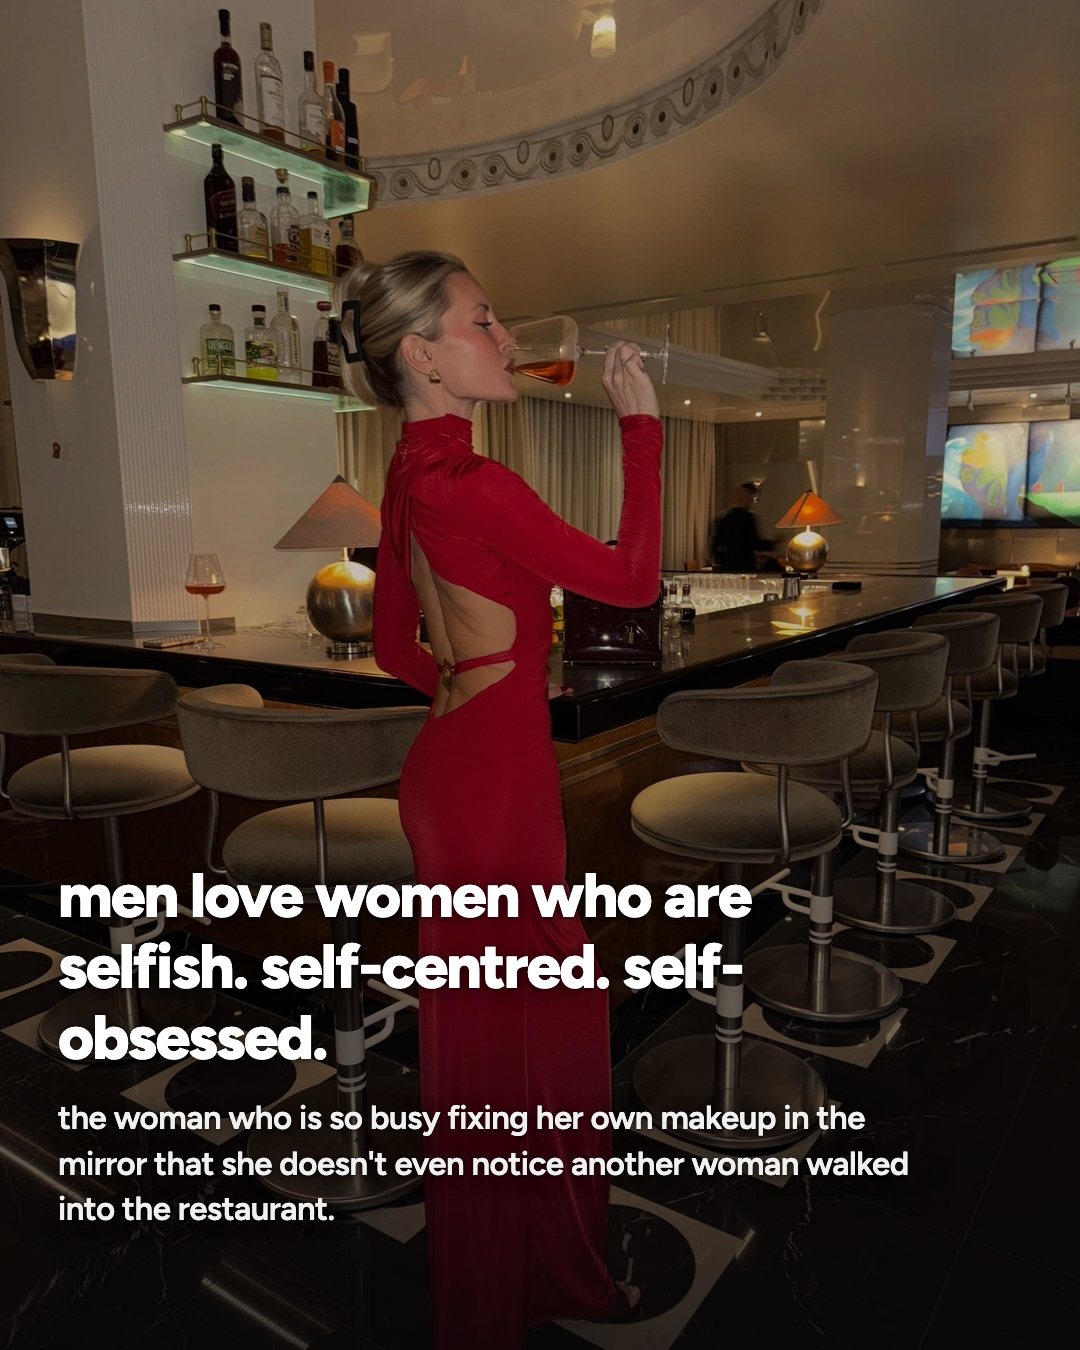 men love women who are
selfish. self-centred. self-
obsessed.
the woman who is so busy fixing her own makeup in the
mirror that she doesn't even notice another woman walked
into the restaurant.